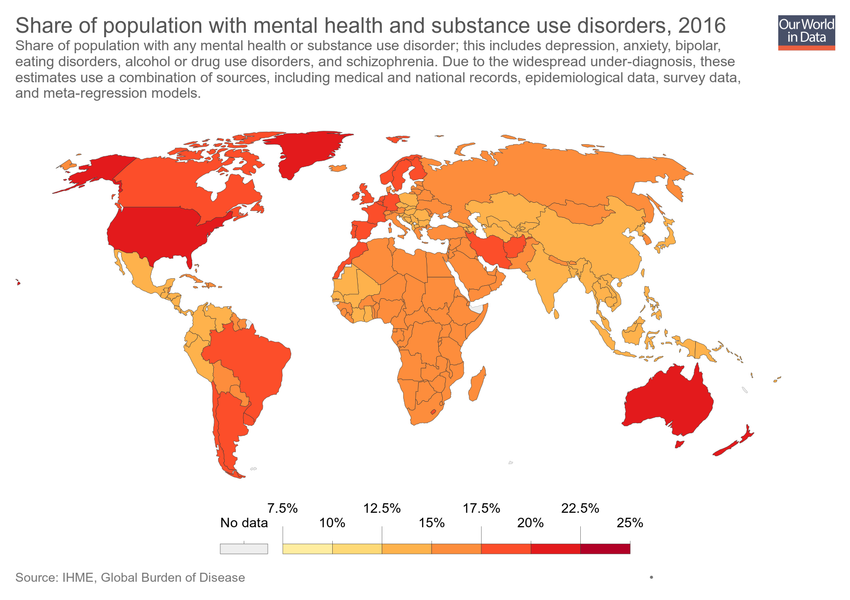 Share of population with mental health and substance use disorders, 2016
Our World
in Data
Share of population with any mental health or substance use disorder; this includes depression, anxiety, bipolar,
eating disorders, alcohol or drug use disorders, and schizophrenia. Due to the widespread under-diagnosis, these
estimates use a combination of sources, including medical and national records, epidemiological data, survey data,
and meta-regression models.
7.5% 12.5% 17.5% 22.5%
No data 10% 15% 20% 25%
Source: IHME, Global Burden of Disease